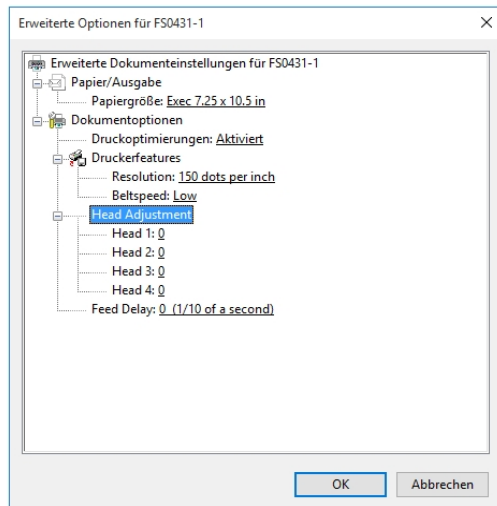 Erweiterte Optionen für FS0431-1
Erweiterte Dokumenteinstellungen für FS0431-1
Papier/Ausgabe
Papiergröße: Exec 7.25 x 10.5 in
Dokumentoptionen
Druckoptimierungen: Aktiviert
Druckerfeatures
Resolution: 150 dots per inch
Beltspeed: Low
Head Adjustment
Head 1: 0
Head 2: 0
Head 3: 0
Head 4: 0
Feed Delay: 0 (1/10 of a second)
OK Abbrechen